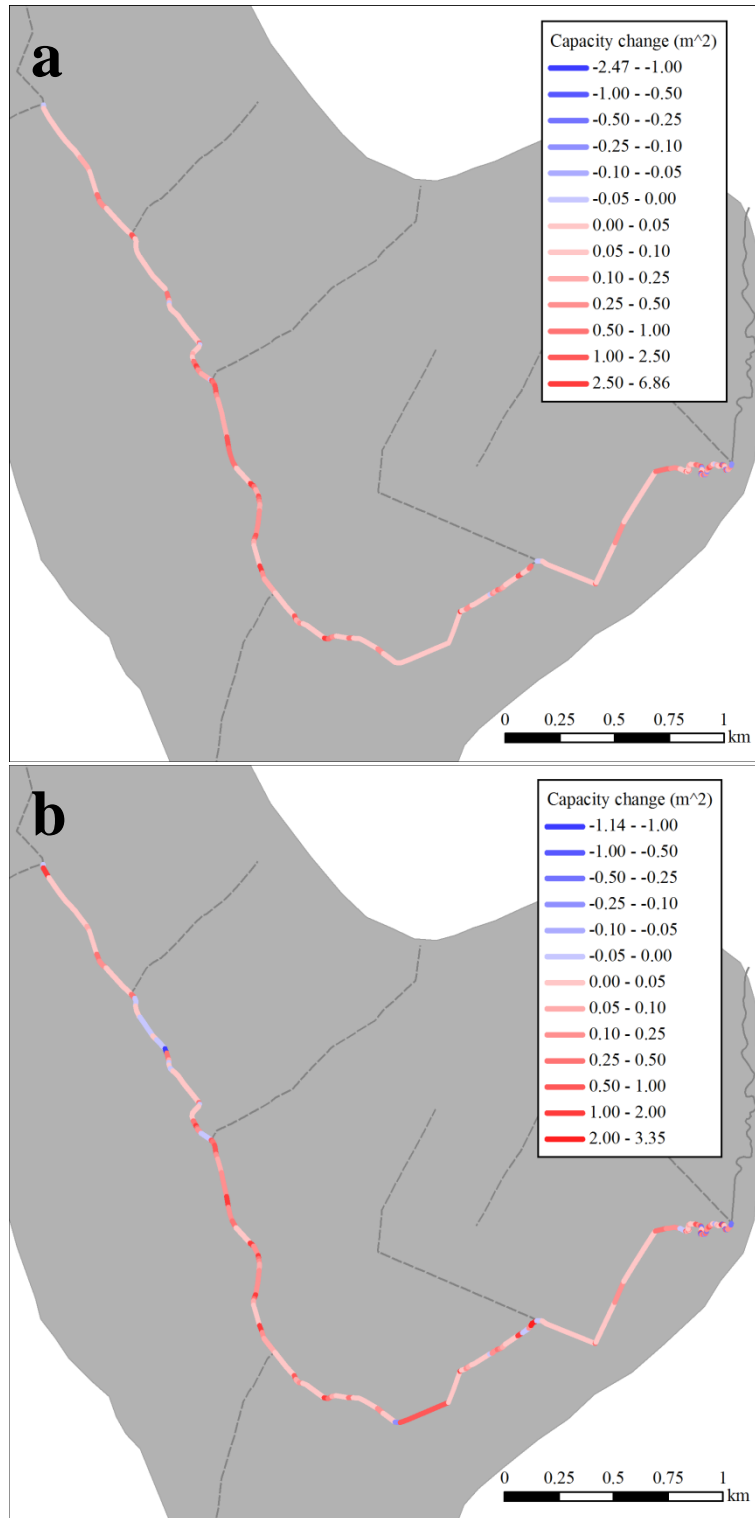 a
Capacity change (m^2)
-2.47 - -1.00
-1.00 - -0.50
-0.50 - -0.25
-0.25 - -0.10
-0.10 - -0.05
-0.05 - 0.00
0.00 - 0.05
0.05 - 0.10
0.10 - 0.25
0.25 - 0.50
0.50 - 1.00
1.00 - 2.50
2.50 - 6.86
0 0.25 0.5 0.75 1
km
b
Capacity change (m^2)
-1.14 - -1.00
-1.00 - -0.50
-0.50 - -0.25
-0.25 - -0.10
-0.10 - -0.05
-0.05 - 0.00
0.00 - 0.05
0.05 - 0.10
0.10 - 0.25
0.25 - 0.50
0.50 - 1.00
1.00 - 2.00
2.00 - 3.35
0 0.25 0.5 0.75 1
km